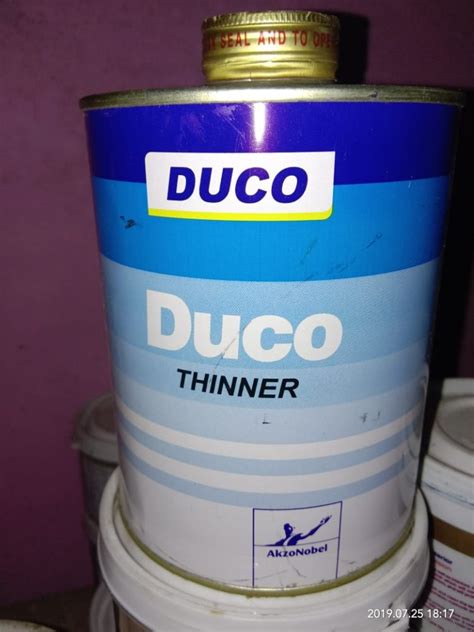 SEAL AND TO OPE
DUCO
Duco
THINNER
AkzoNobel
2019.07.25 18:17